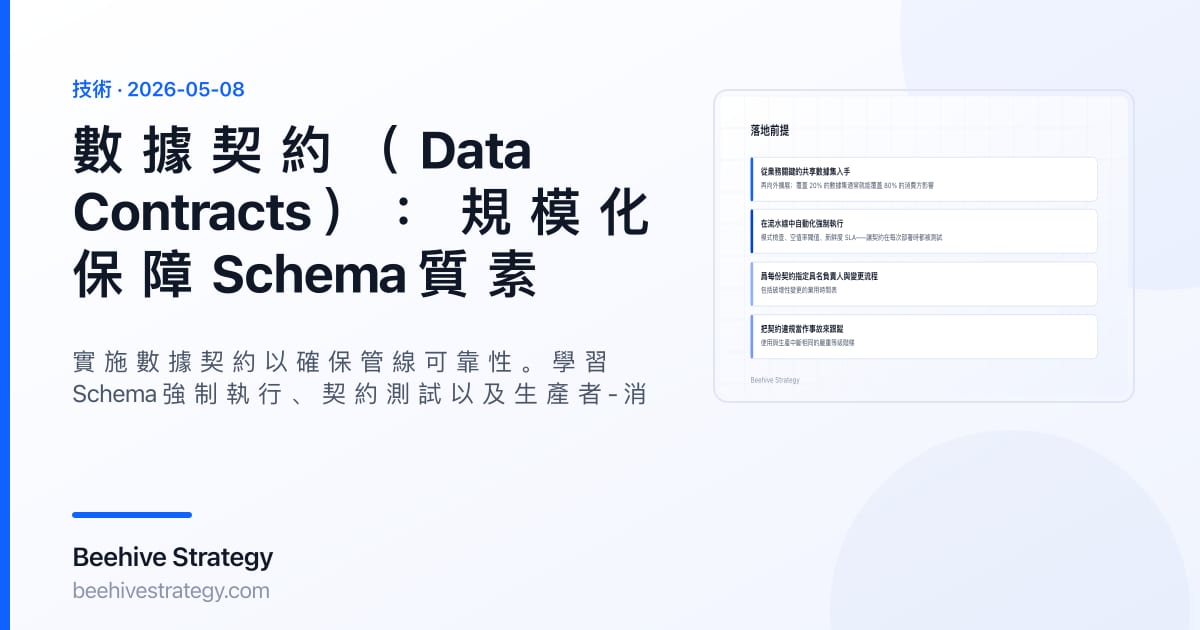 技術 · 2026-05-08
數據契約（Data
Contracts）：規模化
保障 Schema 質素
實施數據契約以確保管線可靠性。學習
Schema 強制執行、契約測試以及生產者-消
Beehive Strategy
beehivestrategy.com
落地前提
從業務關鍵的共享數據集入手
再向外擴展；覆蓋 20% 的數據集通常就能覆蓋 80% 的消費方影響
在流水線中自動化強制執行
模式檢查、空值率閾值、新鮮度 SLA——讓契約在每次部署時都被測試
為每份契約指定具名負責人與變更流程
包括破壞性變更的棄用時間表
把契約違規當作事故來跟蹤
使用與生產中斷相同的嚴重等級階梯
Beehive Strategy